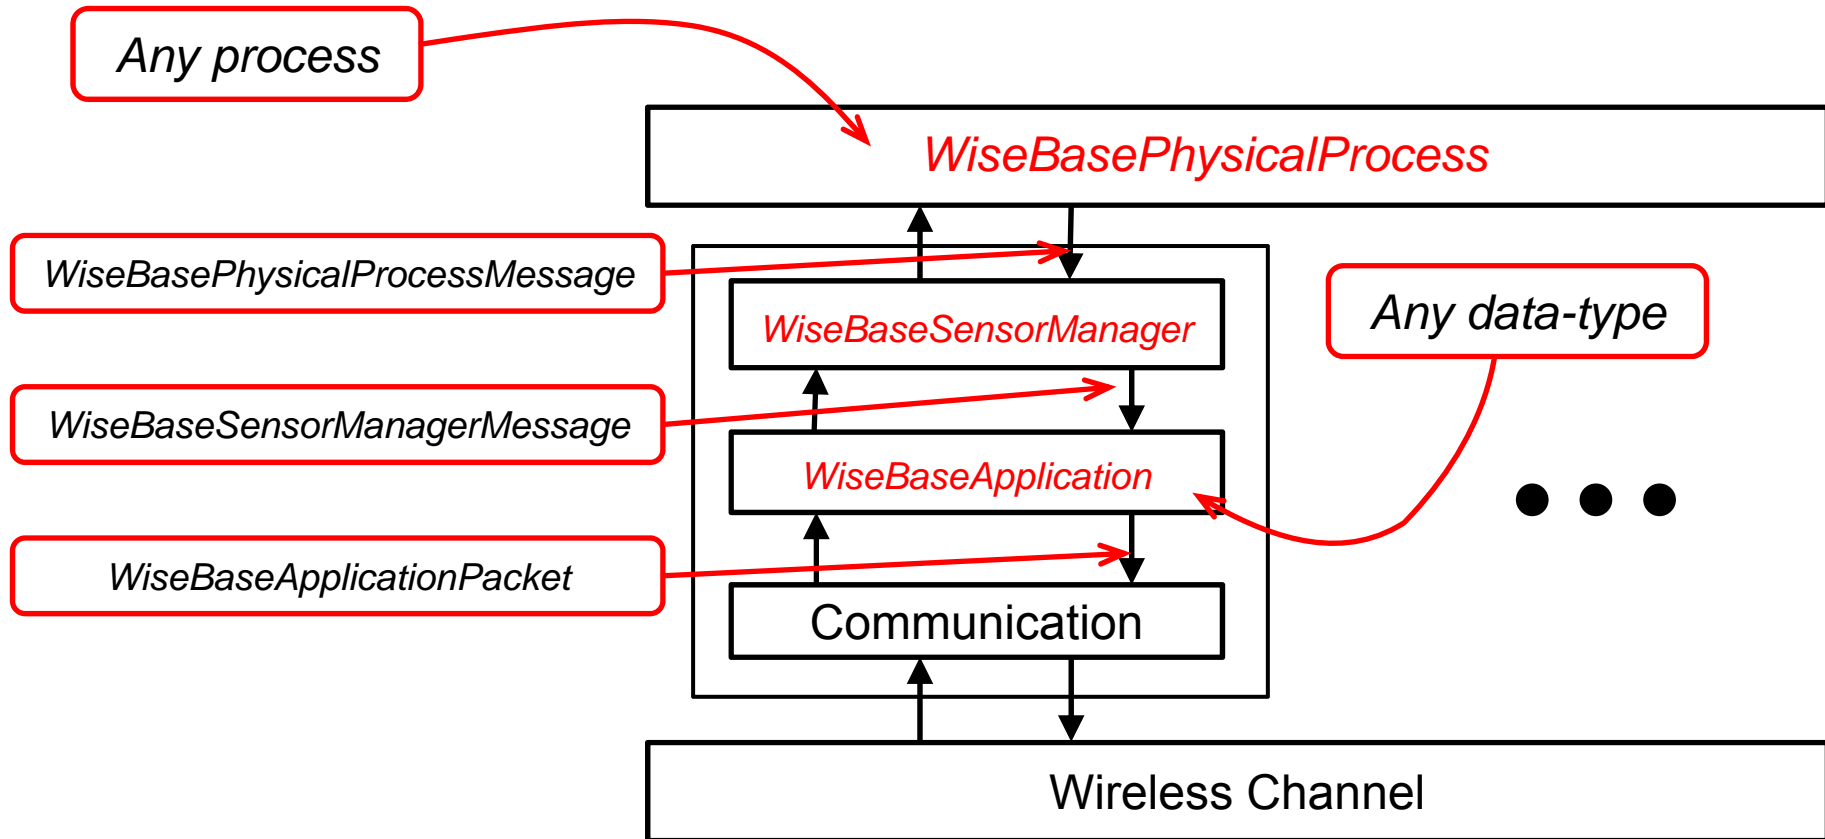 Any process
WiseBasePhysicalProcess
WiseBasePhysicalProcessMessage
WiseBaseSensorManager
Any data-type
WiseBaseSensorManagerMessage
WiseBaseApplication
WiseBaseApplicationPacket
Communication
Wireless Channel